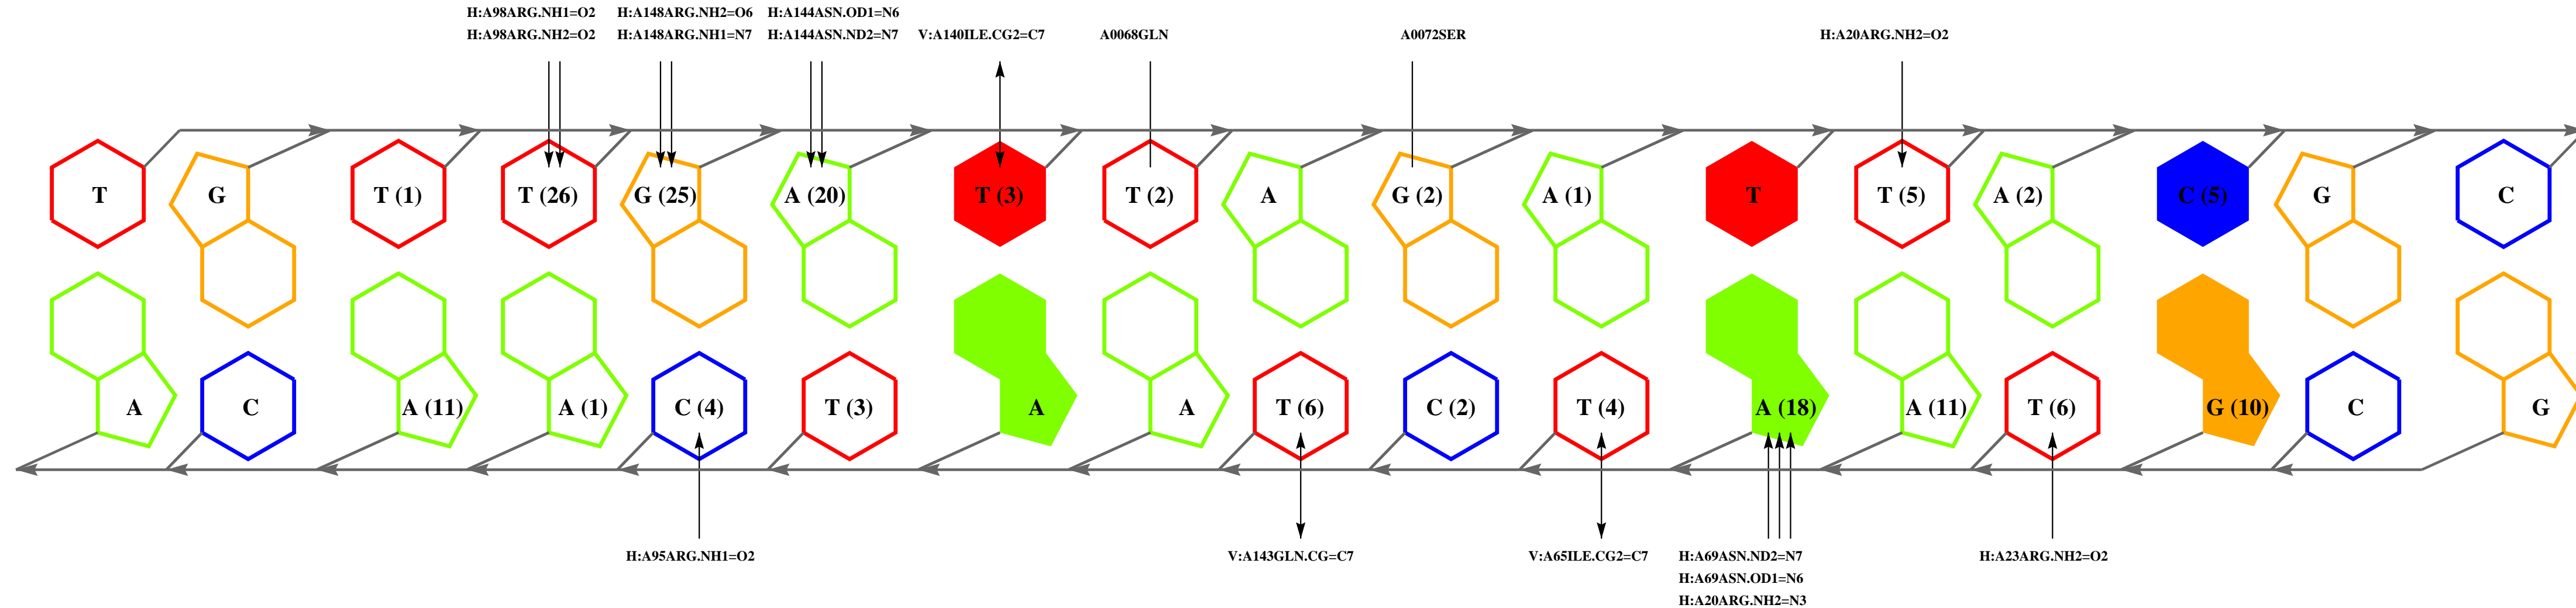 H:A98ARG.NH1=O2 H:A148ARG.NH2=O6 H:A144ASN.OD1=N6
H:A98ARG.NH2=O2 H:A148ARG.NH1=N7 H:A144ASN.ND2=N7 V:A140ILE.CG2=C7 A0068GLN A0072SER H:A20ARG.NH2=O2
T G T (1) T (26) G (25) A (20) T (3) T (2) A G (2) A (1) T T (5) A (2) C (5) G C
A C A (11) A (1) C (4) T (3) A A T (6) C (2) T (4) A (18) A (11) T (6) G (10) C G
H:A95ARG.NH1=O2 V:A143GLN.CG=C7 V:A65ILE.CG2=C7 H:A69ASN.ND2=N7 H:A23ARG.NH2=O2
H:A69ASN.OD1=N6
H:A20ARG.NH2=N3